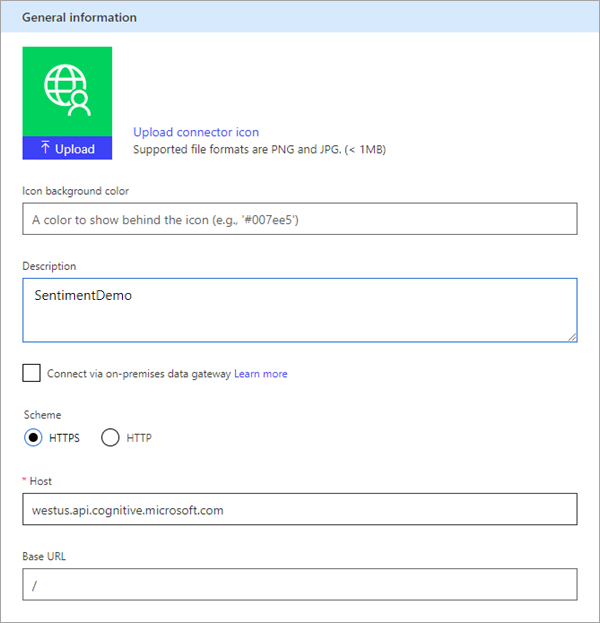 General information
Upload
Upload connector icon
Supported file formats are PNG and JPG. (< 1MB)
Icon background color
A color to show behind the icon (e.g., '#007ee5')
Description
SentimentDemo
Connect via on-premises data gateway Learn more
Scheme
HTTPS HTTP
* Host
westus.api.cognitive.microsoft.com
Base URL
/